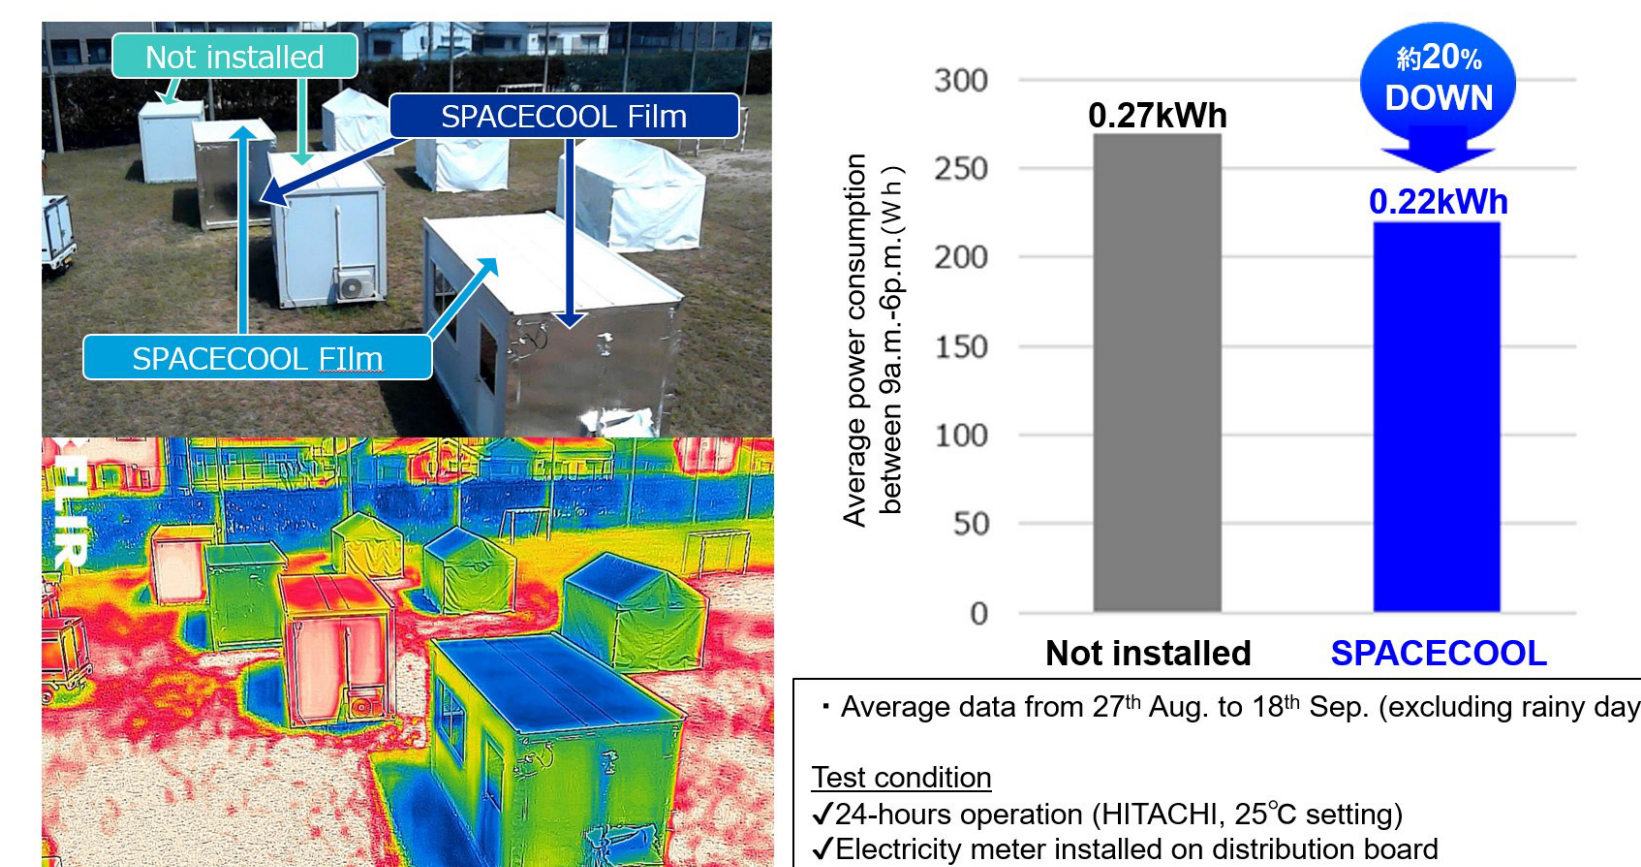 Not installed
SPACECOOL Film
SPACECOOL FIlm
FLIR
300
250
200
150
100
50
0
Average power consumption
between 9a.m.-6p.m.(Wh)
0.27kWh
約20%
DOWN
0.22kWh
Not installed
SPACECOOL
・Average data from 27th Aug. to 18th Sep. (excluding rainy day
Test condition
✓24-hours operation (HITACHI, 25℃ setting)
✓Electricity meter installed on distribution board